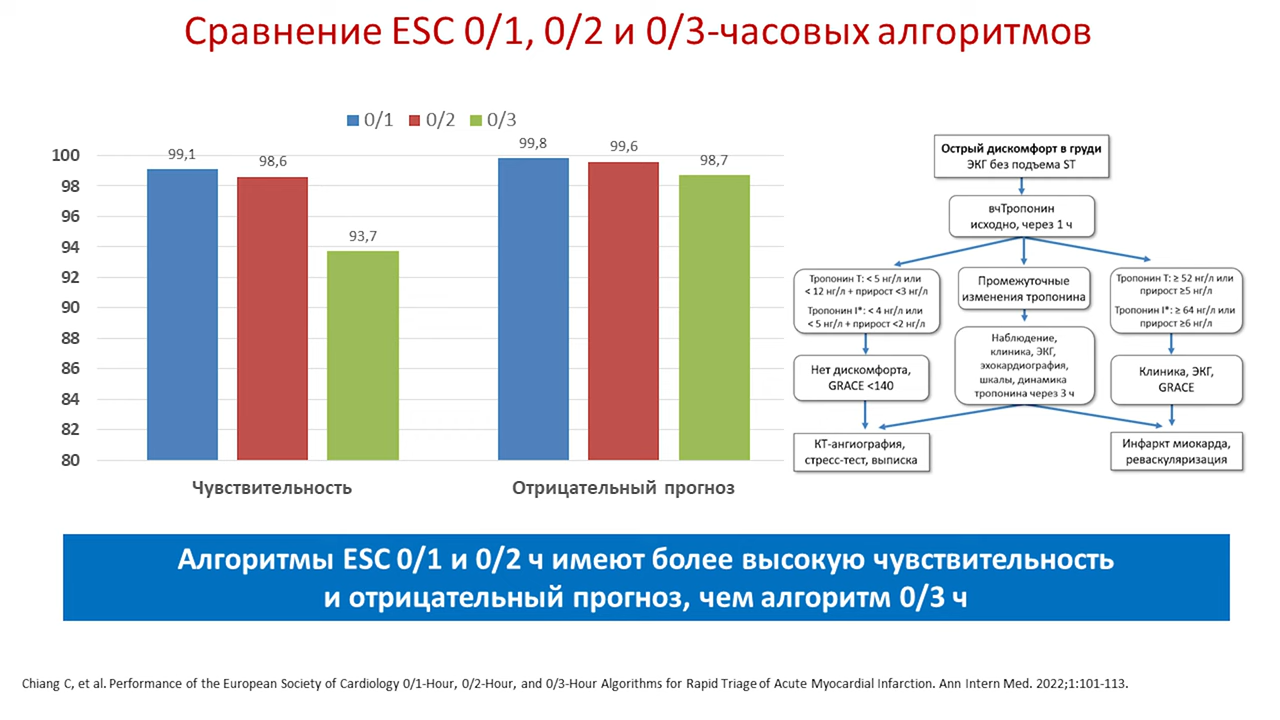 Сравнение ESC 0/1, 0/2 и 0/3-часовых алгоритмов
0/1 0/2 0/3
100
98
96
94
92
90
88
86
84
82
80
99,1
98,6
93,7
99,8
99,6
98,7
Чувствительность
Отрицательный прогноз
Острый дискомфорт в груди
ЭКГ без подъема ST
вчТропонин
исходно, через 1 ч
Тропонин T: < 5 нг/л или
< 12 нг/л + прирост <3 нг/л
Тропонин I*: < 4 нг/л или
< 5 нг/л + прирост <2 нг/л
Промежуточные
изменения тропонина
Тропонин T: ≥ 52 нг/л или
прирост ≥5 нг/л
Тропонин I*: ≥ 64 нг/л или
прирост ≥6 нг/л
Нет дискомфорта,
GRACE <140
Наблюдение,
клиника, ЭКГ,
эхокардиография,
шкалы, динамика
тропонина через 3 ч
Клиника, ЭКГ,
GRACE
КТ-ангиография,
стресс-тест, выписка
Инфаркт миокарда,
реваскуляризация
Алгоритмы ESC 0/1 и 0/2 ч имеют более высокую чувствительность
и отрицательный прогноз, чем алгоритм 0/3 ч
Chiang C, et al. Performance of the European Society of Cardiology 0/1-Hour, 0/2-Hour, and 0/3-Hour Algorithms for Rapid Triage of Acute Myocardial Infarction. Ann Intern Med. 2022;1:101-113.